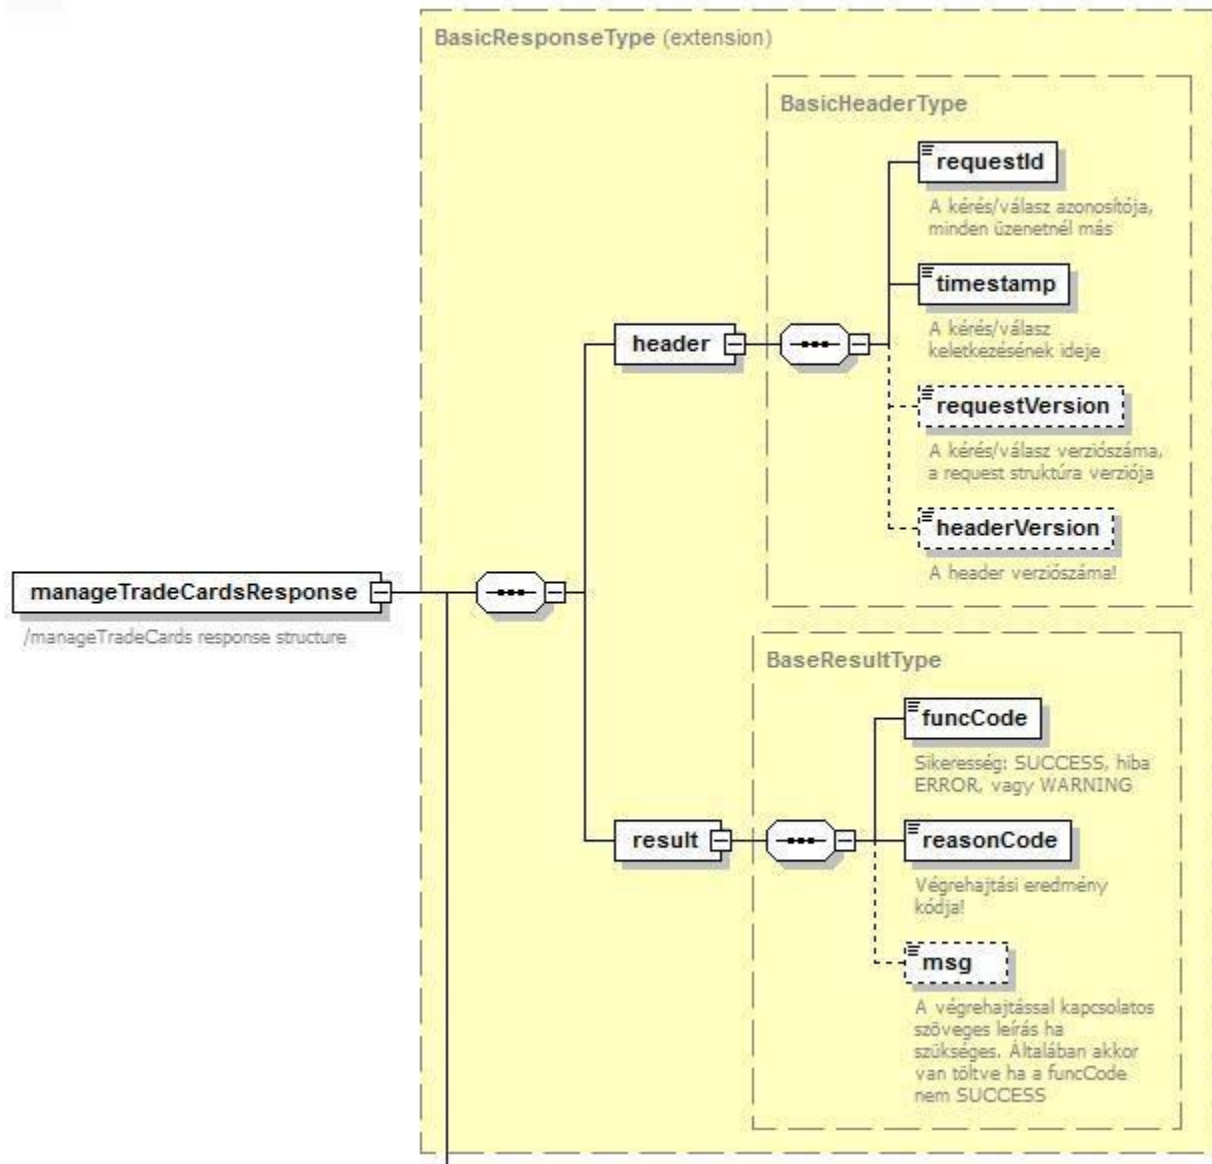 BasicResponseType (extension)
BasicHeaderType
requestId
A kérés/válasz azonosítója,
minden üzenetnél más
timestamp
A kérés/válasz
keletkezésének ideje
header
requestVersion
A kérés/válasz verziószáma,
a request struktúra verziója
headerVersion
A header verziószáma!
manageTradeCardsResponse
/manageTradeCards response structure
BaseResultType
funcCode
Sikeresség: SUCCESS, hiba
ERROR, vagy WARNING
result
reasonCode
Végrehajtási eredmény
kódja!
msg
A végrehajtással kapcsolatos
szöveges leírás ha
szükséges. Általában akkor
van töltve ha a funcCode
nem SUCCESS